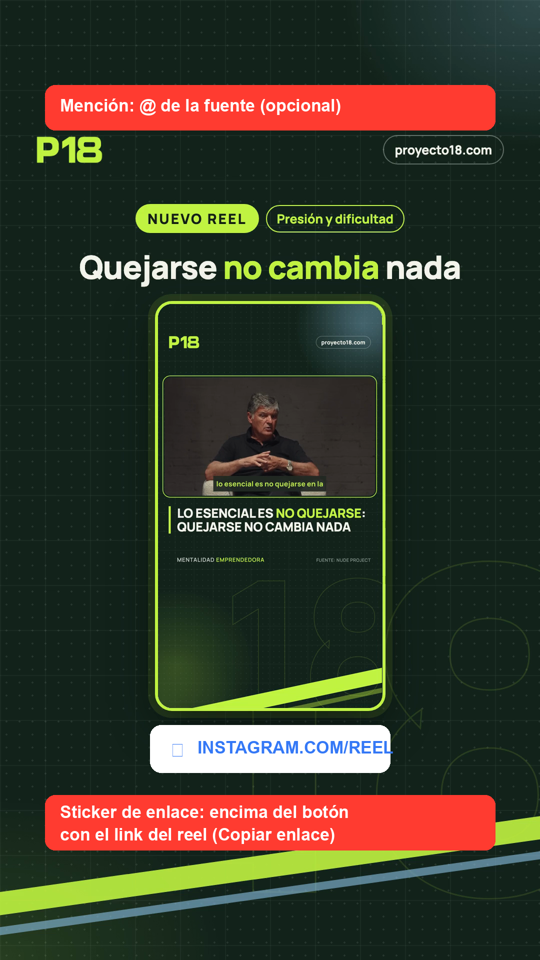 Mención: @ de la fuente (opcional)
P18
proyecto18.com
NUEVO REEL
Presión y dificultad
Quejarse no cambia nada
P18
proyecto18.com
lo esencial es no quejarse en la
LO ESENCIAL ES NO QUEJARSE:
QUEJARSE NO CAMBIA NADA
MENTALIDAD EMPRENDEDORA
FUENTE: NUDE PROJECT
18
8
INSTAGRAM.COM/REEL
Sticker de enlace: encima del botón
con el link del reel (Copiar enlace)